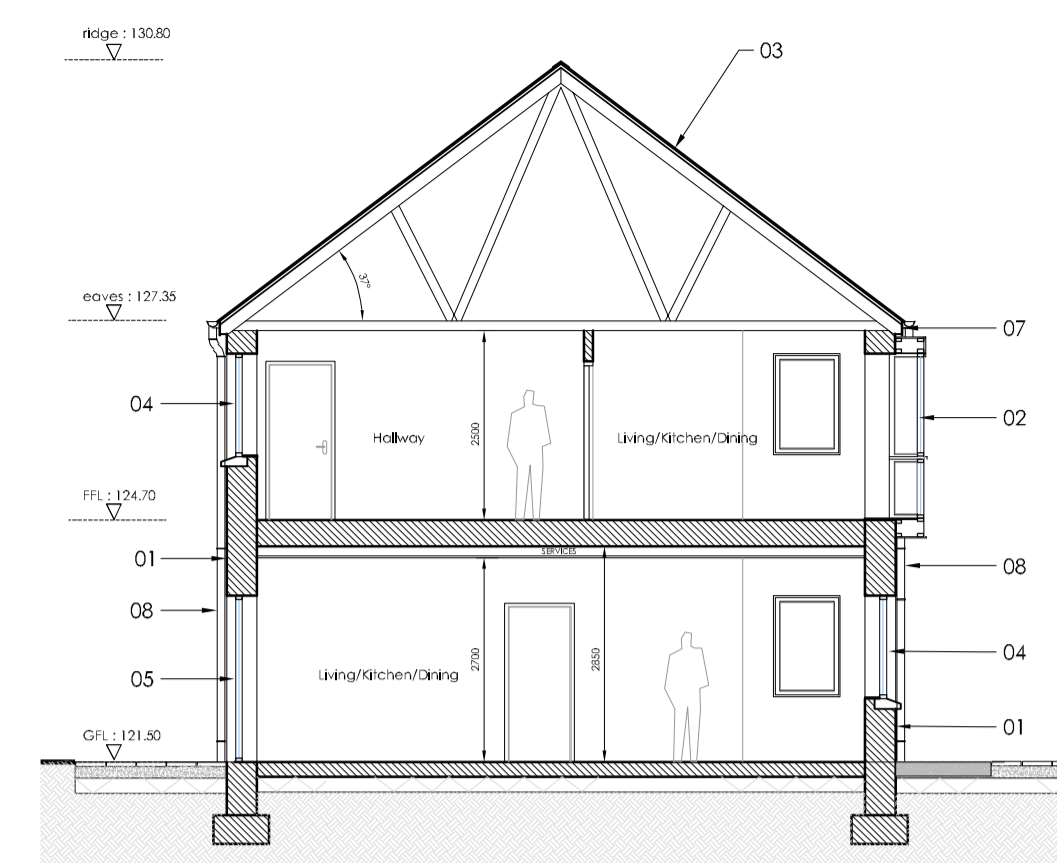 ridge : 130.80
03
37°
eaves : 127.35
07
04
Hallway
2500
Living/Kitchen/Dining
02
FFL : 124.70
SERVICES
01
08
08
2700
2850
04
05
Living/Kitchen/Dining
01
GFL : 121.50